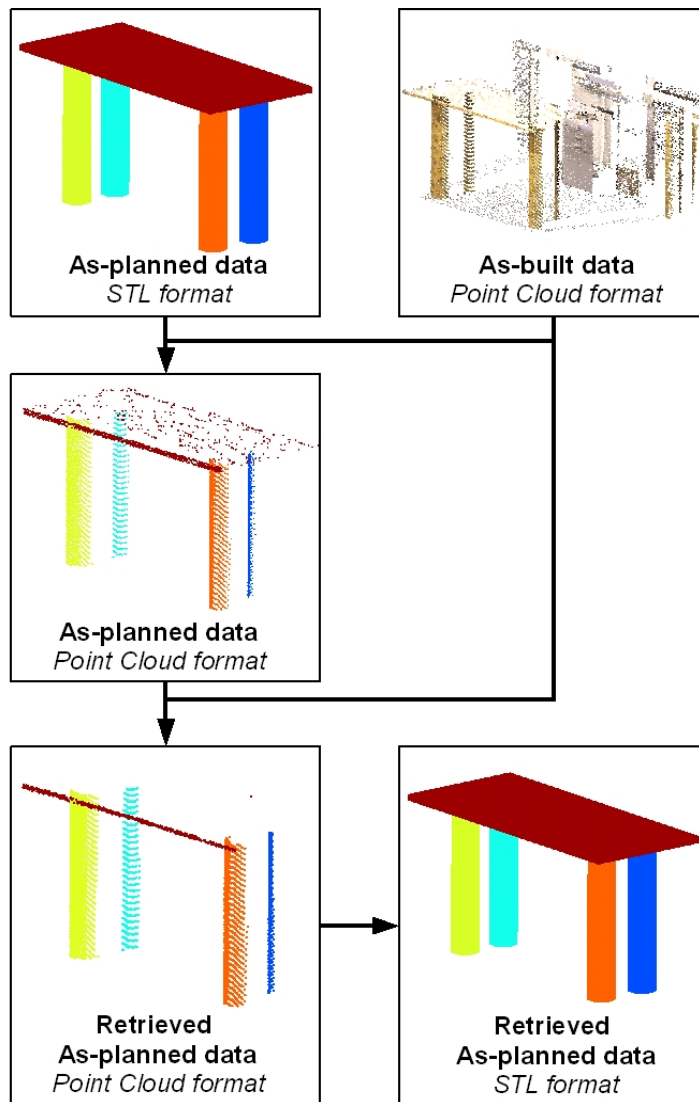 As-planned data
STL format
As-built data
Point Cloud format
As-planned data
Point Cloud format
Retrieved
As-planned data
Point Cloud format
Retrieved
As-planned data
STL format